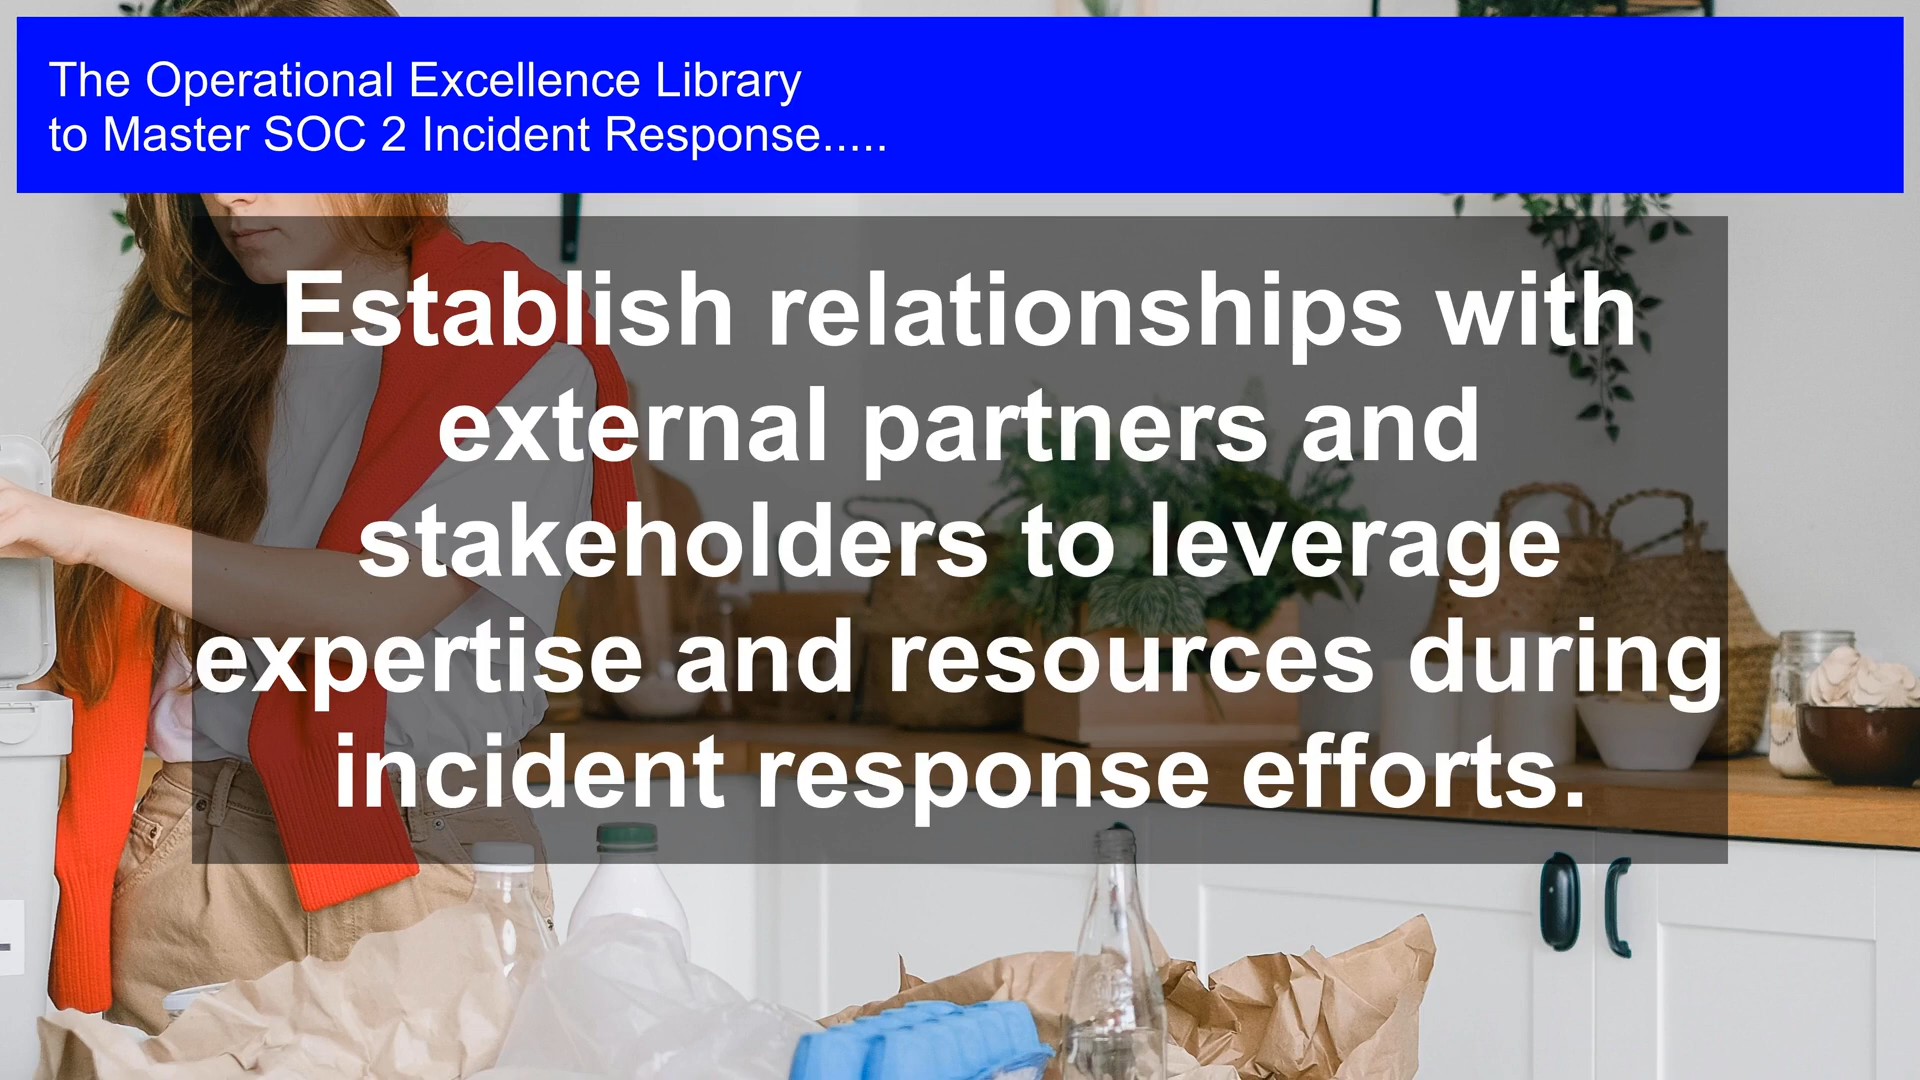 The Operational Excellence Library
to Master SOC 2 Incident Response.....
Establish relationships with
external partners and
stakeholders to leverage
expertise and resources during
incident response efforts.